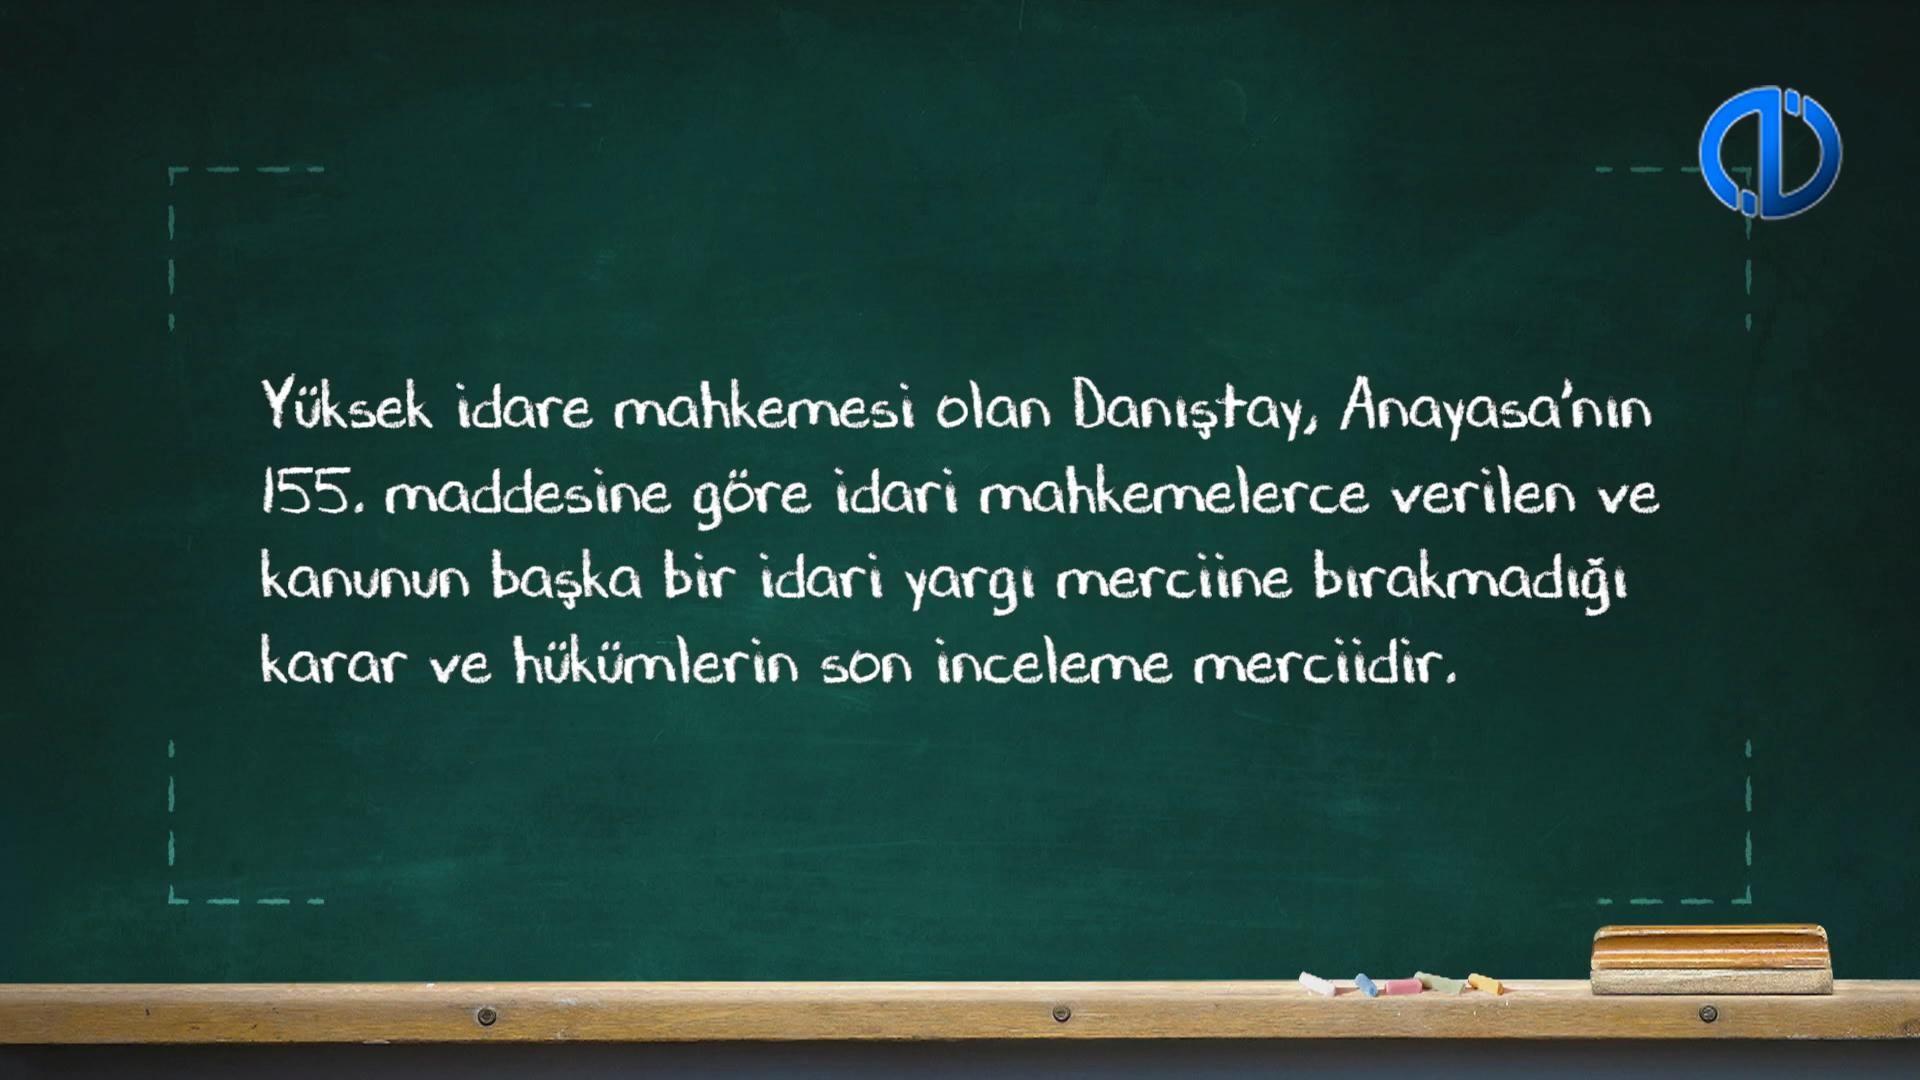 Yüksek idare mahkemesi olan Danıştay, Anayasa'nın
155. maddesine göre idari mahkemelerce verilen ve
kanunun başka bir idari yargı merciine bırakmadığı
karar ve hükümlerin son inceleme merciidir.